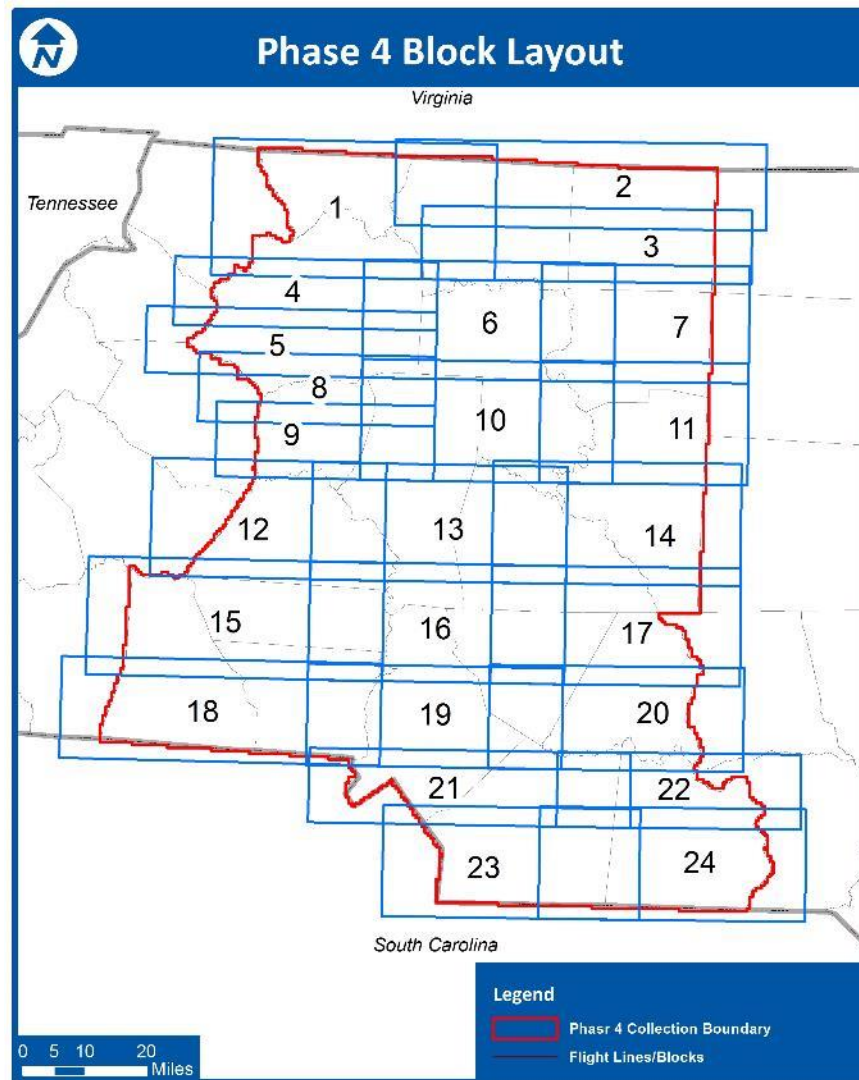 N
Phase 4 Block Layout
Virginia
Tennessee
1
2
3
4
5
6
7
8
9
10
11
12
13
14
15
16
17
18
19
20
21
22
23
24
South Carolina
Legend
Phasr 4 Collection Boundary
Flight Lines/Blocks
0 5 10 20
Miles